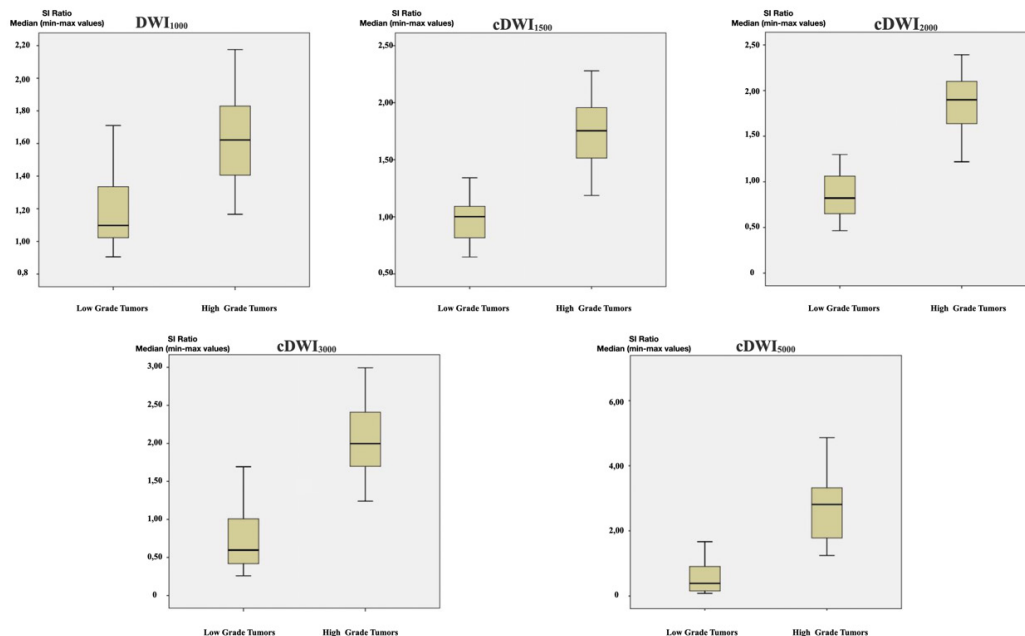 SI Ratio
Median (min-max values)
DWI1000
2,20
2,00
1,80
1,60
1,40
1,20
1,00
0,8
Low Grade Tumors High Grade Tumors
SI Ratio
Median (min-max values)
cDWI1500
2,50
2,00
1,50
1,00
0,50
Low Grade Tumors High Grade Tumors
SI Ratio
Median (min-max values)
cDWI2000
2,50
2,00
1,50
1,00
0,50
0
Low Grade Tumors High Grade Tumors
SI Ratio
Median (min-max values)
cDWI3000
3,00
2,50
2,00
1,50
1,00
0,50
0
Low Grade Tumors High Grade Tumors
SI Ratio
Median (min-max values)
cDWI5000
6,00
4,00
2,00
0
Low Grade Tumors High Grade Tumors